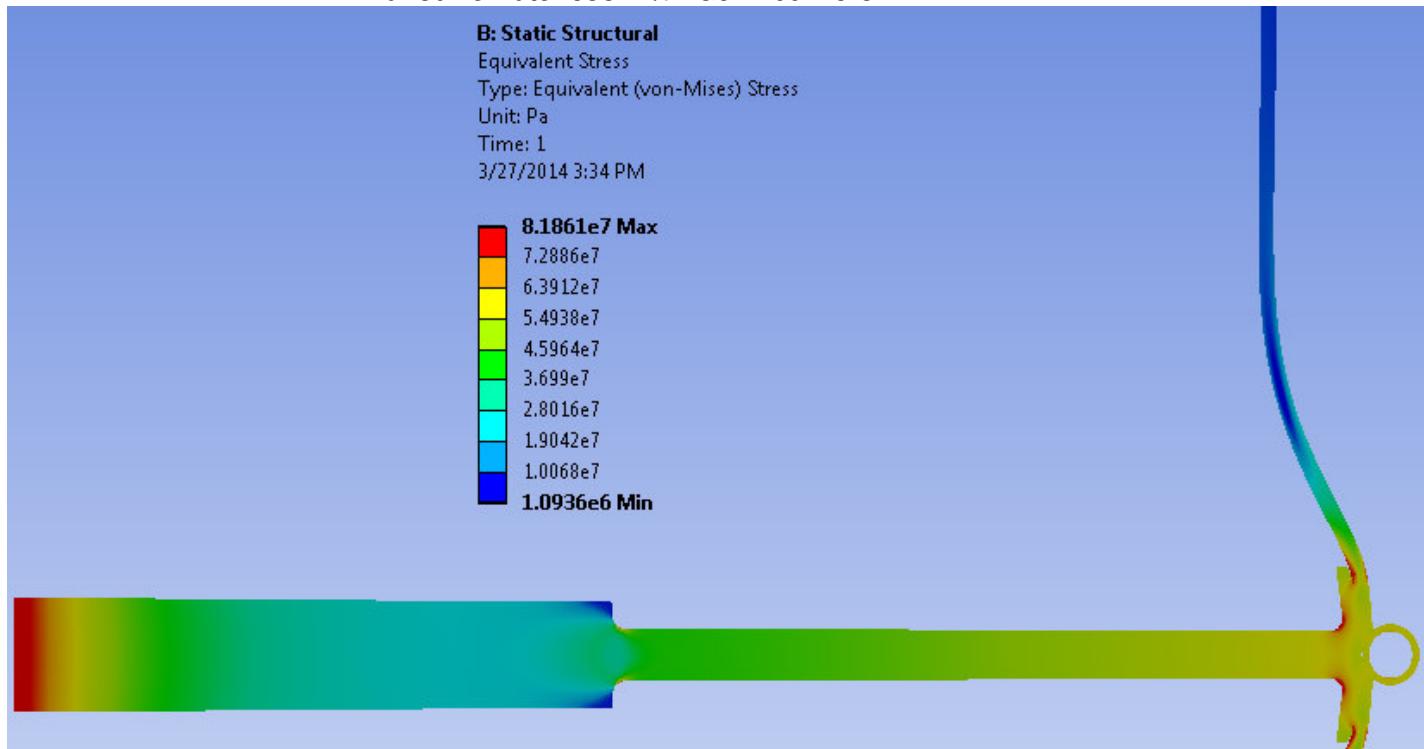 B: Static Structural
Equivalent Stress
Type: Equivalent (von-Mises) Stress
Unit: Pa
Time: 1
3/27/2014 3:34 PM
8.1861e7 Max
7.2886e7
6.3912e7
5.4938e7
4.5964e7
3.699e7
2.8016e7
1.9042e7
1.0068e7
1.0936e6 Min